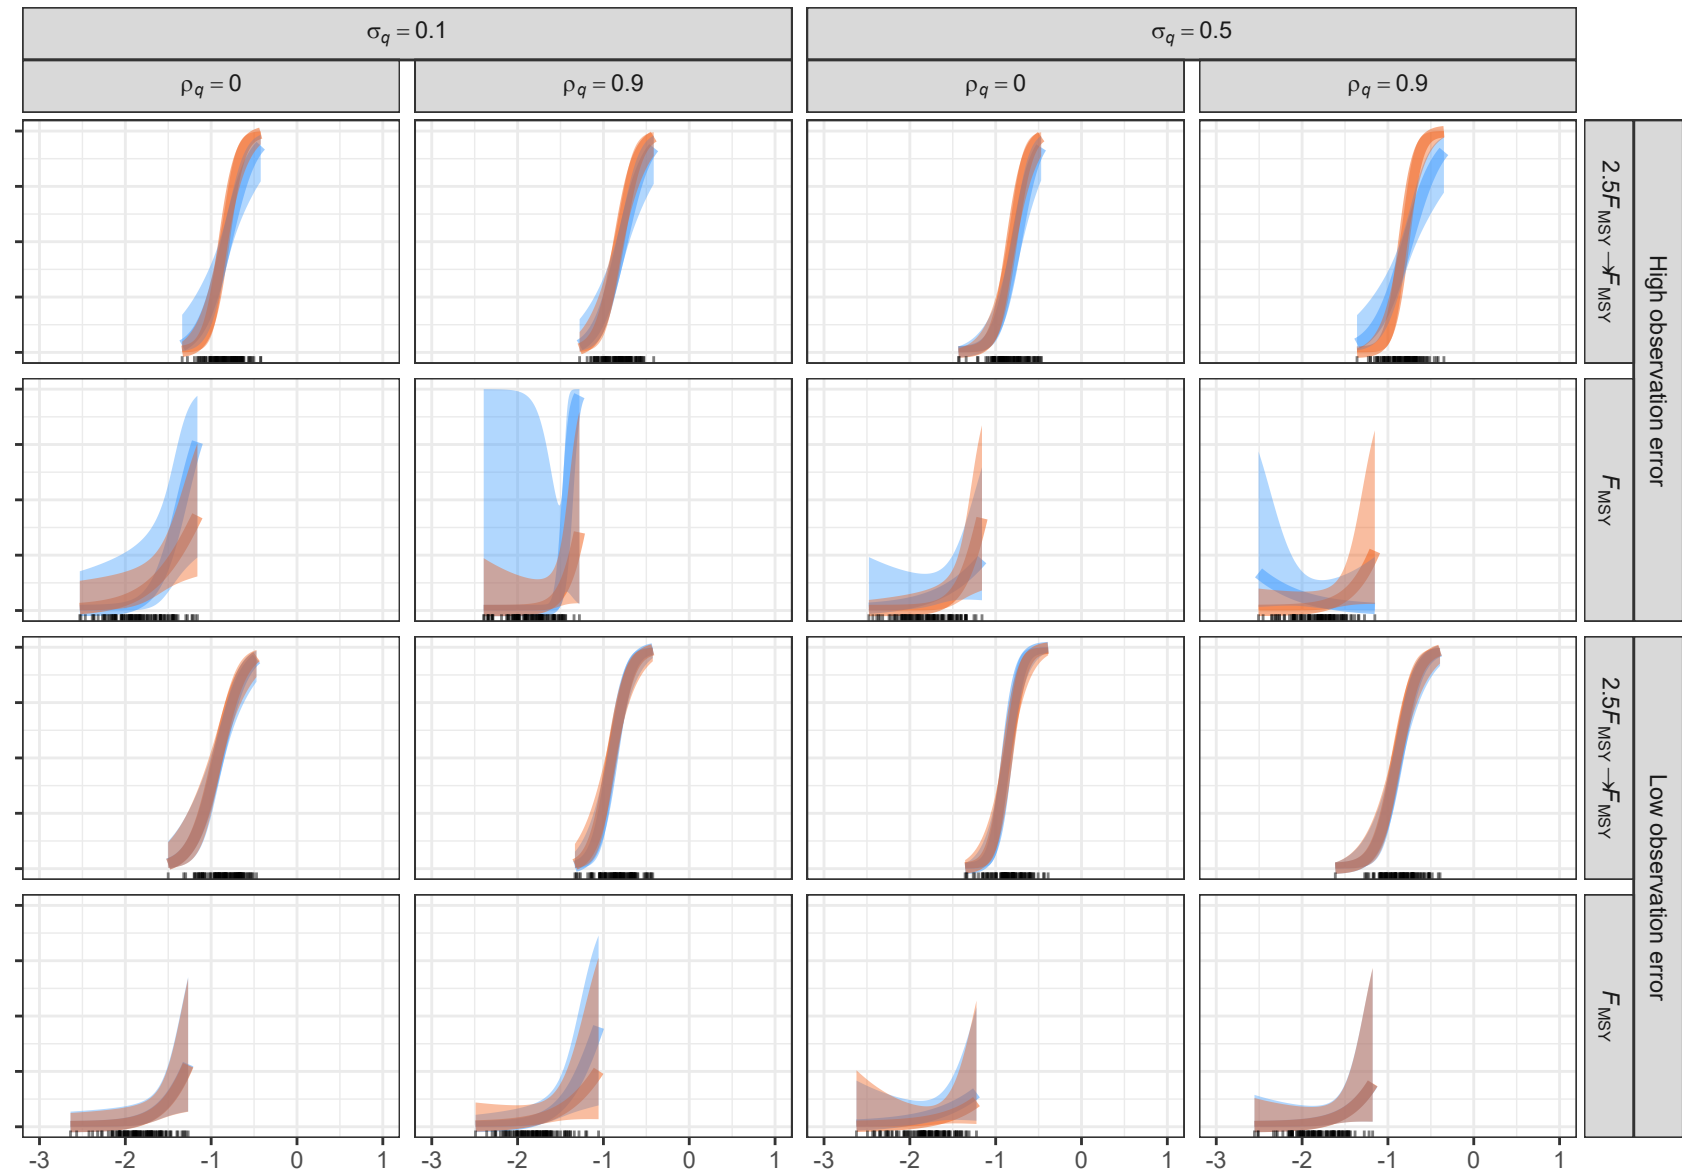 σq = 0.1
σq = 0.5
ρq = 0
ρq = 0.9
ρq = 0
ρq = 0.9
2.5FMSY→FMSY
FMSY
High observation error
2.5FMSY→FMSY
FMSY
Low observation error
-3 -2 -1 0 1
-3 -2 -1 0 1
-3 -2 -1 0 1
-3 -2 -1 0 1